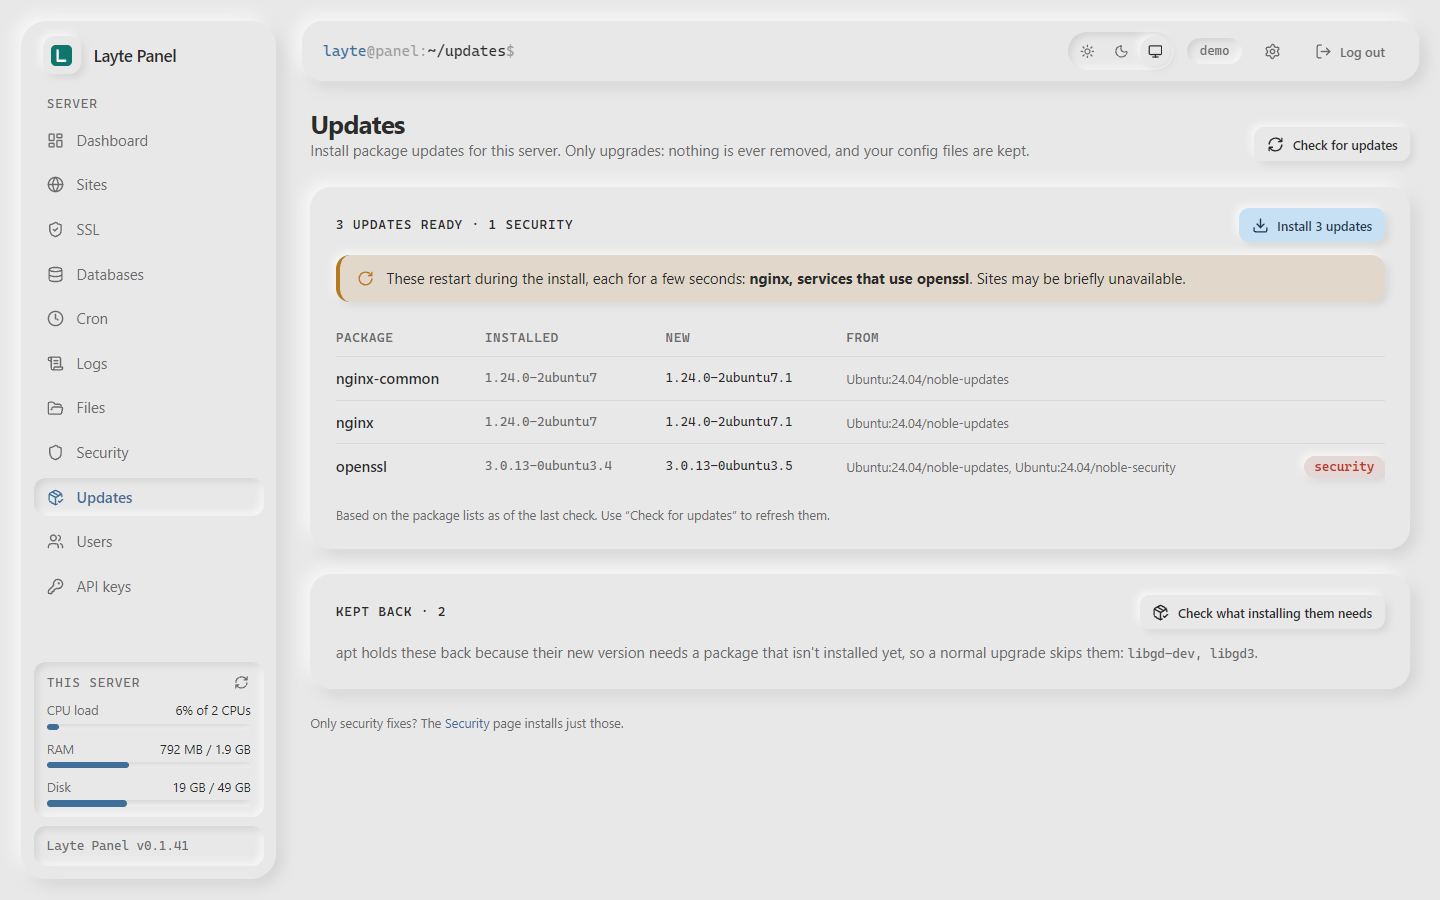 Layte Panel
SERVER
Dashboard
Sites
SSL
Databases
Cron
Logs
Files
Security
Updates
Users
API keys
THIS SERVER
CPU load 6% of 2 CPUs
RAM 792 MB / 1.9 GB
Disk 19 GB / 49 GB
Layte Panel v0.1.41
layte@panel:~/updates$
demo
Log out
Updates
Install package updates for this server. Only upgrades: nothing is ever removed, and your config files are kept.
Check for updates
3 UPDATES READY · 1 SECURITY
Install 3 updates
These restart during the install, each for a few seconds: nginx, services that use openssl. Sites may be briefly unavailable.
PACKAGE INSTALLED NEW FROM
nginx-common 1.24.0-2ubuntu7 1.24.0-2ubuntu7.1 Ubuntu:24.04/noble-updates
nginx 1.24.0-2ubuntu7 1.24.0-2ubuntu7.1 Ubuntu:24.04/noble-updates
openssl 3.0.13-0ubuntu3.4 3.0.13-0ubuntu3.5 Ubuntu:24.04/noble-updates, Ubuntu:24.04/noble-security security
Based on the package lists as of the last check. Use “Check for updates” to refresh them.
KEPT BACK · 2
Check what installing them needs
apt holds these back because their new version needs a package that isn't installed yet, so a normal upgrade skips them: libgd-dev, libgd3.
Only security fixes? The Security page installs just those.